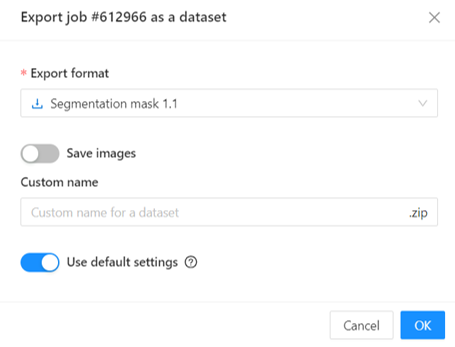 Export job #612966 as a dataset
* Export format
Segmentation mask 1.1
Save images
Custom name
Custom name for a dataset .zip
Use default settings
Cancel OK